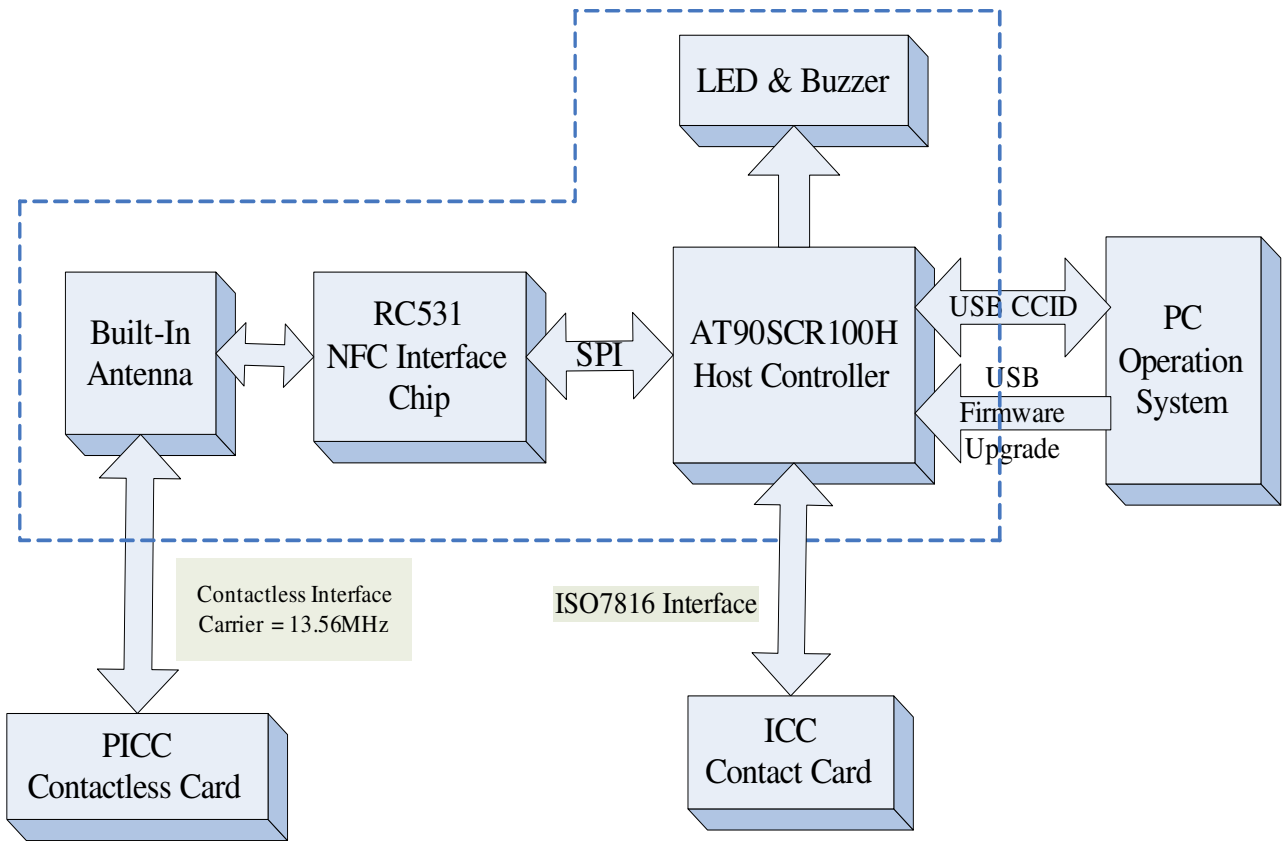 LED & Buzzer
Built-In
Antenna
RC531
NFC Interface
Chip
SPI
AT90SCR100H
Host Controller
USB CCID
USB
Firmware
Upgrade
PC
Operation
System
Contactless Interface
Carrier = 13.56MHz
ISO7816 Interface
PICC
Contactless Card
ICC
Contact Card